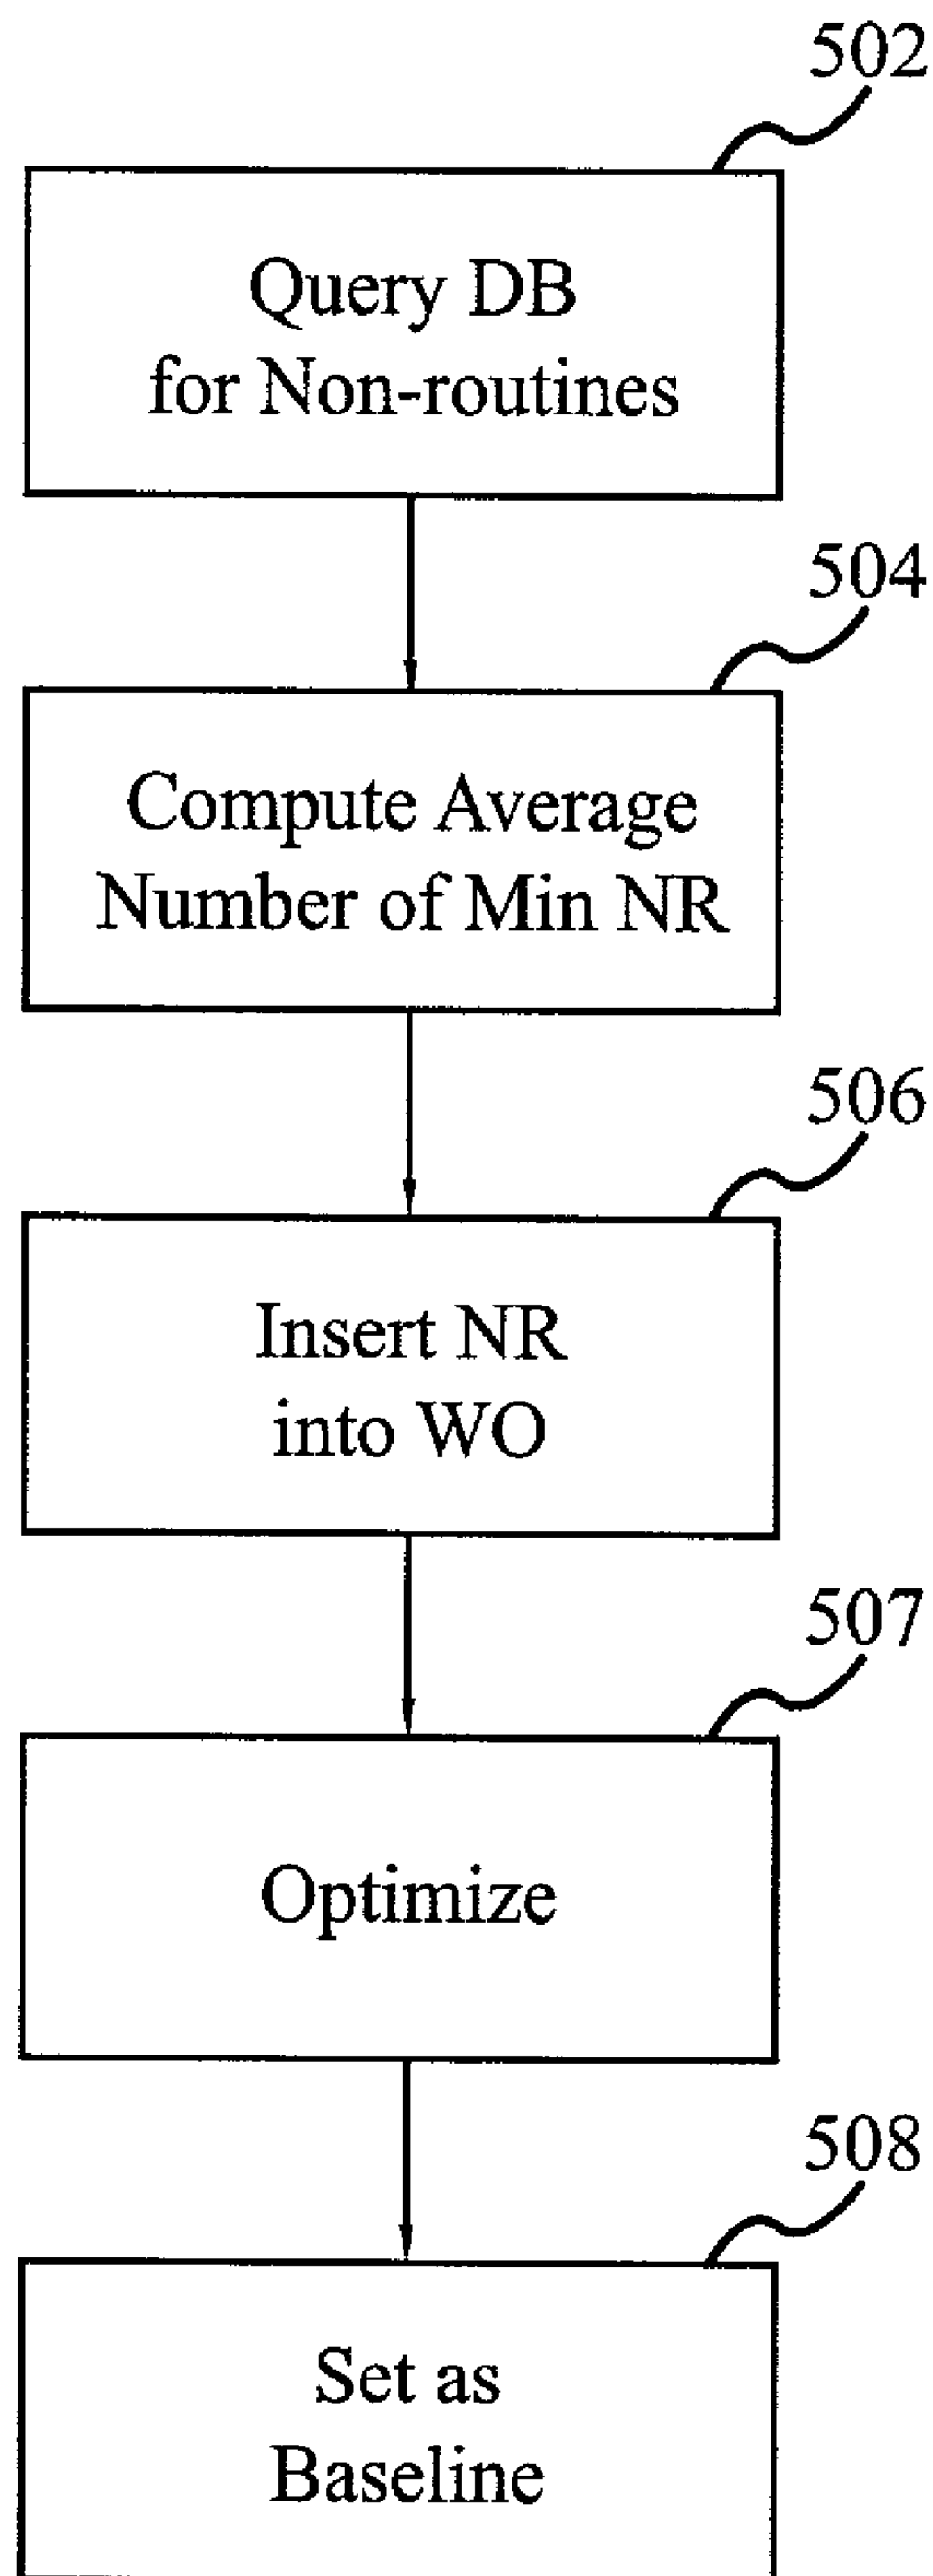 502
Query DB
for Non-routines
504
Compute Average
Number of Min NR
506
Insert NR
into WO
507
Optimize
508
Set as
Baseline